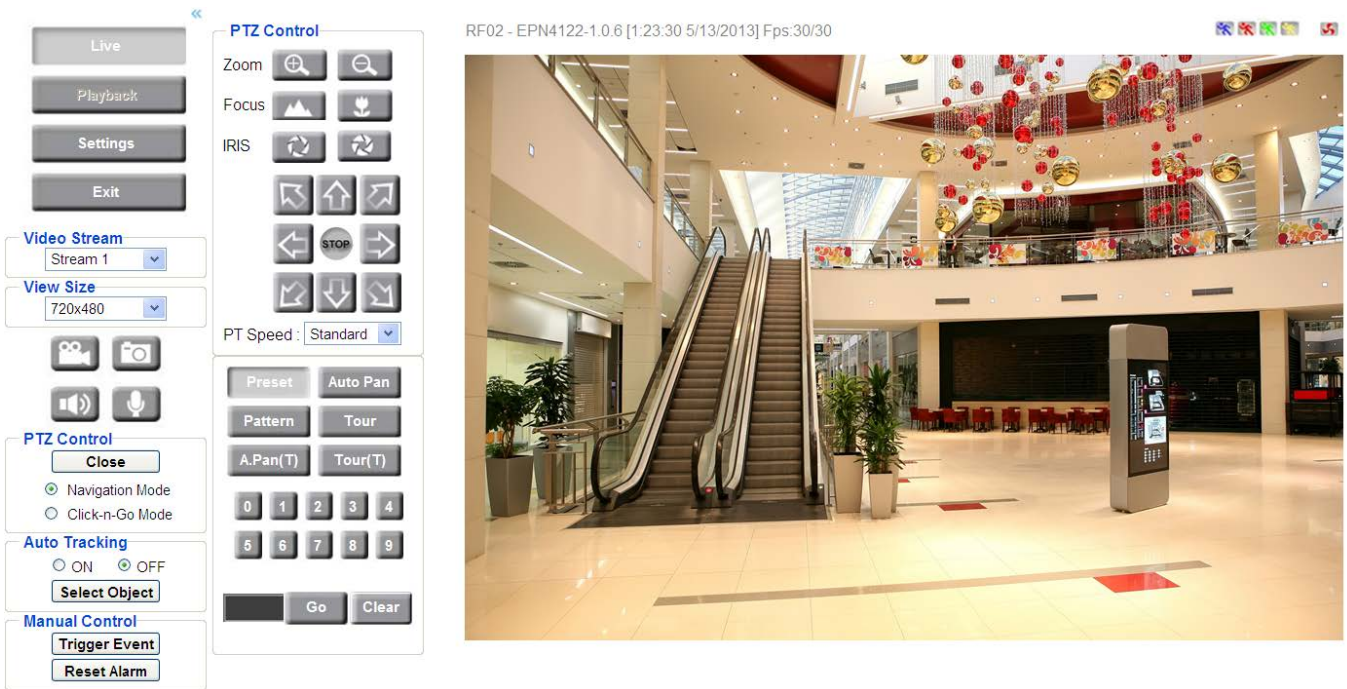 «
Live
Playback
Settings
Exit
Video Stream
Stream 1
View Size
720x480
PTZ Control
Close
Navigation Mode
Click-n-Go Mode
Auto Tracking
ON OFF
Select Object
Manual Control
Trigger Event
Reset Alarm
PTZ Control
Zoom
Focus
IRIS
STOP
PT Speed : Standard
Preset Auto Pan
Pattern Tour
A.Pan(T) Tour(T)
0 1 2 3 4
5 6 7 8 9
Go Clear
RF02 - EPN4122-1.0.6 [1:23:30 5/13/2013] Fps:30/30